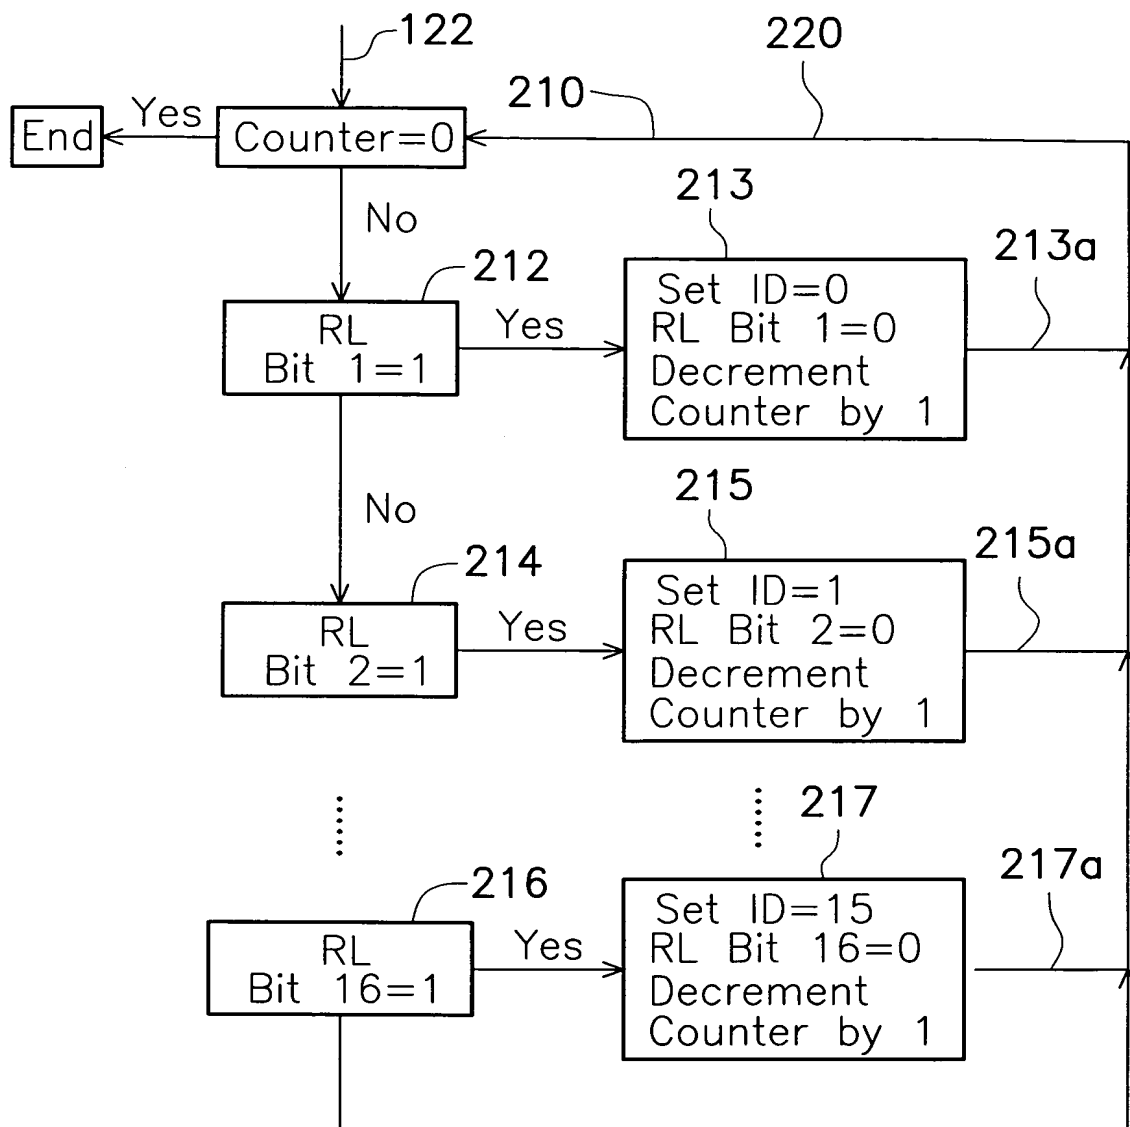 122
220
210
End
Yes
Counter=0
No
213
213a
212
RL
Bit 1=1
Yes
Set ID=0
RL Bit 1=0
Decrement
Counter by 1
No
215
215a
214
RL
Bit 2=1
Yes
Set ID=1
RL Bit 2=0
Decrement
Counter by 1
217
217a
216
RL
Bit 16=1
Yes
Set ID=15
RL Bit 16=0
Decrement
Counter by 1